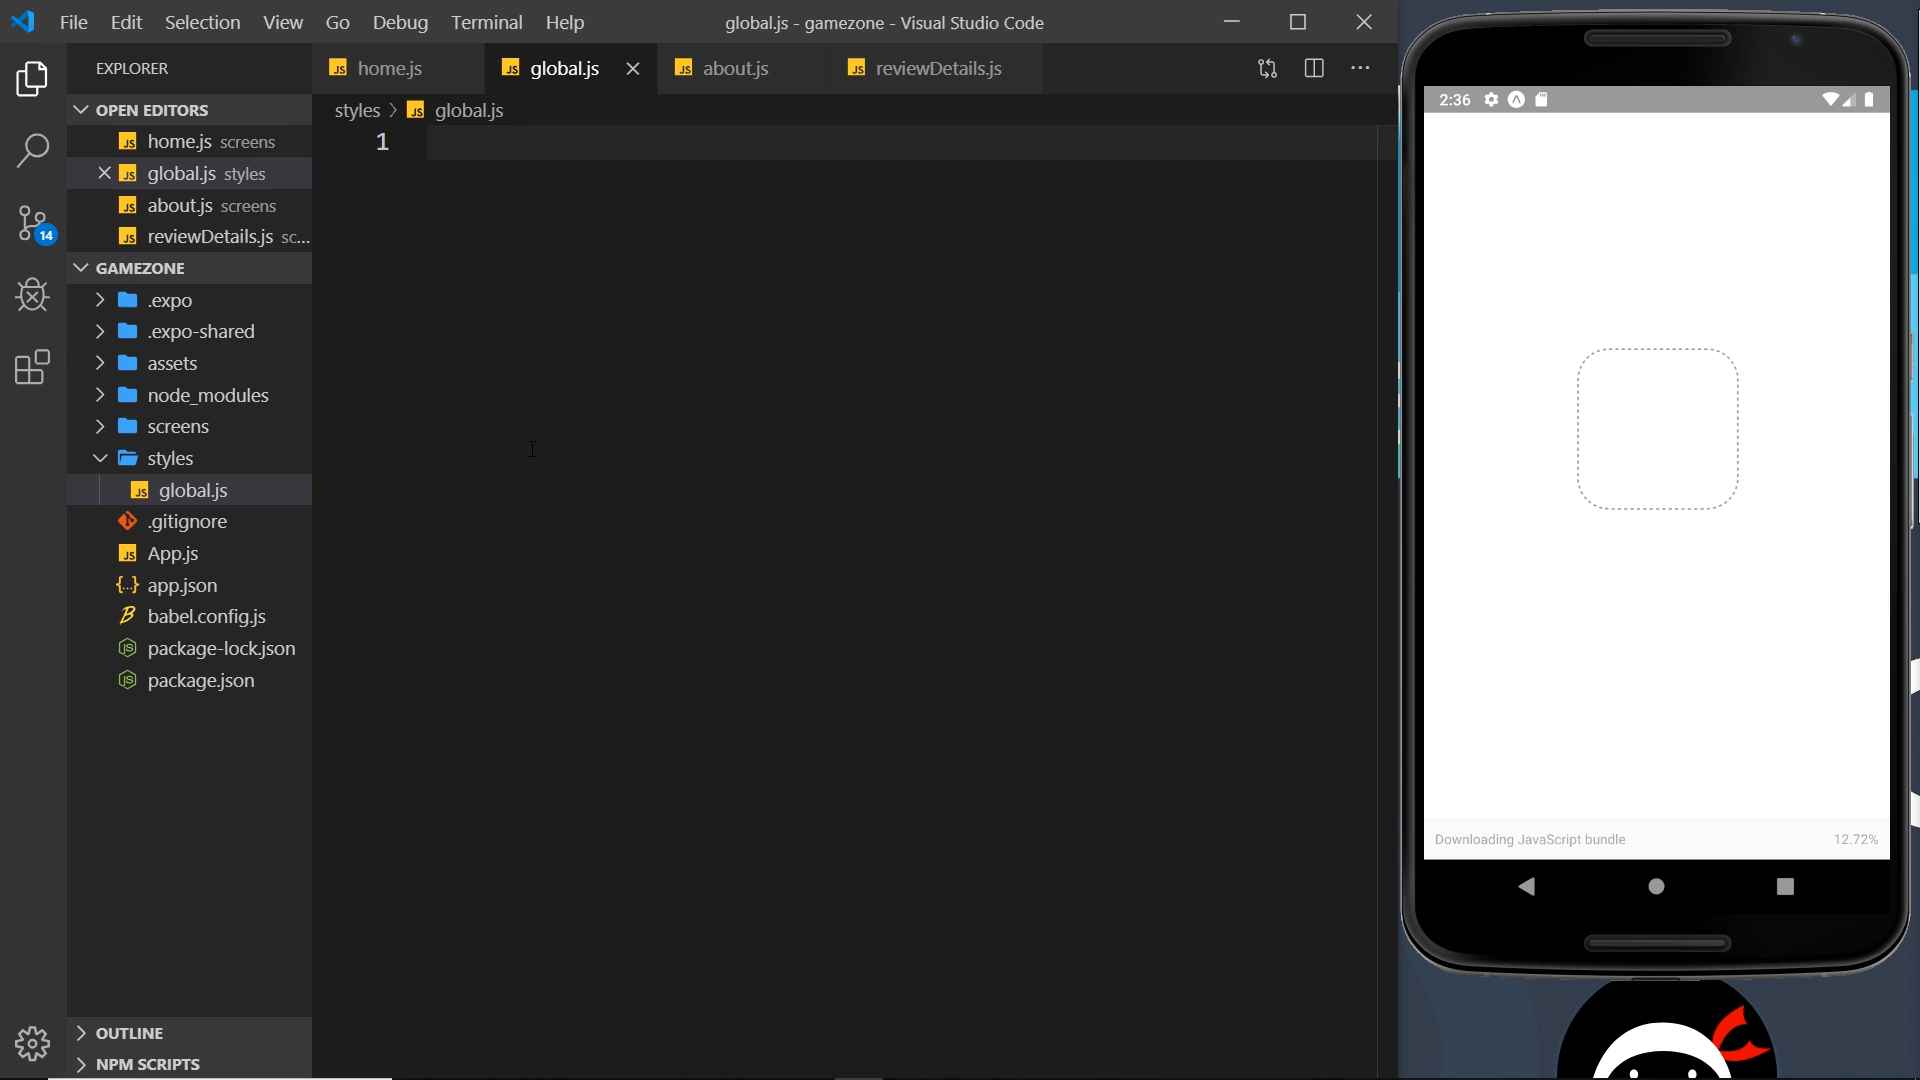 File Edit Selection View Go Debug Terminal Help
global.js - gamezone - Visual Studio Code
EXPLORER
OPEN EDITORS
home.js screens
global.js styles
about.js screens
reviewDetails.js sc...
14
GAMEZONE
.expo
.expo-shared
assets
node_modules
screens
styles
global.js
.gitignore
App.js
app.json
babel.config.js
package-lock.json
package.json
OUTLINE
NPM SCRIPTS
home.js global.js about.js reviewDetails.js
styles > global.js
1
2:36
Downloading JavaScript bundle 12.72%